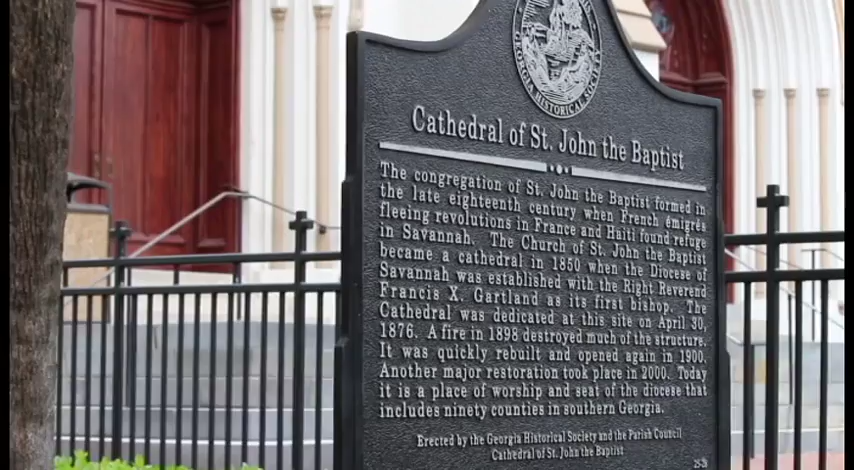 GEORGIA HISTORICAL SOCIETY
Cathedral of St. John the Baptist
The congregation of St. John the Baptist formed in
the late eighteenth century when French émigrés
fleeing revolutions in France and Haiti found refuge
in Savannah. The Church of St. John the Baptist
became a cathedral in 1850 when the Diocese of
Savannah was established with the Right Reverend
Francis X. Gartland as its first bishop. The
Cathedral was dedicated at this site on April 30,
1876. A fire in 1898 destroyed much of the structure.
It was quickly rebuilt and opened again in 1900.
Another major restoration took place in 2000. Today
it is a place of worship and seat of the diocese that
includes ninety counties in southern Georgia.
Erected by the Georgia Historical Society and the Parish Council
Cathedral of St. John the Baptist